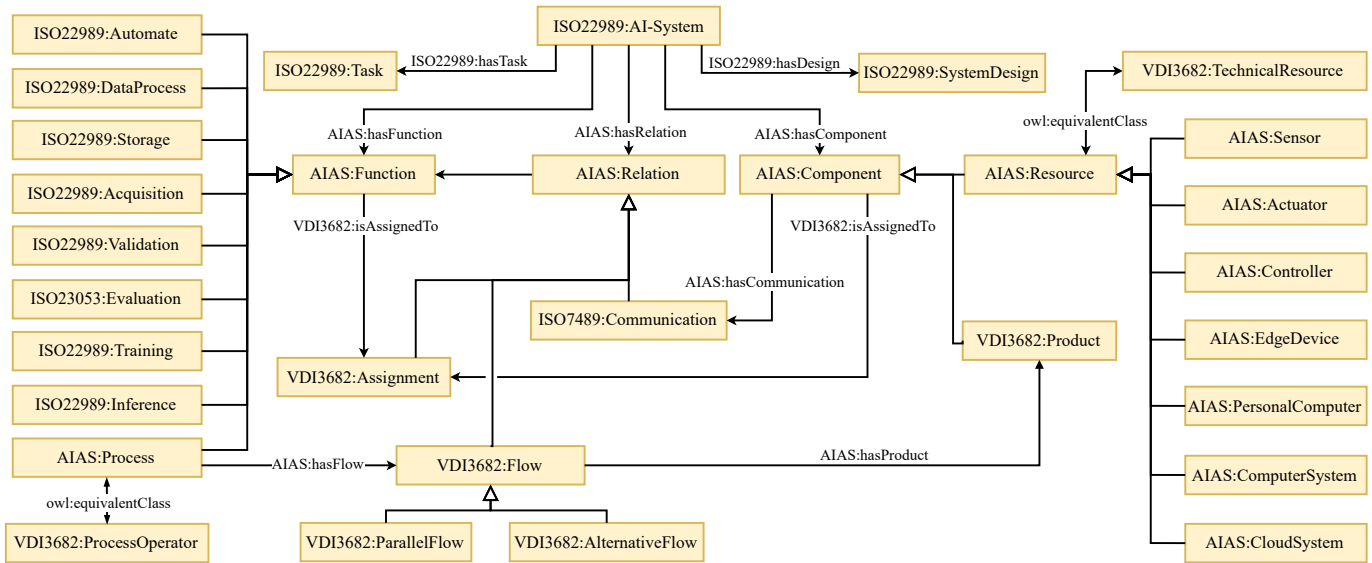 ISO22989:Automate
ISO22989:AI-System
ISO22989:hasTask
ISO22989:hasDesign
ISO22989:Task
ISO22989:SystemDesign
VDI3682:TechnicalResource
ISO22989:DataProcess
owl:equivalentClass
ISO22989:Storage
AIAS:hasFunction
AIAS:hasRelation
AIAS:hasComponent
AIAS:Sensor
AIAS:Function
AIAS:Relation
AIAS:Component
AIAS:Resource
ISO22989:Acquisition
AIAS:Actuator
VDI3682:isAssignedTo
VDI3682:isAssignedTo
ISO22989:Validation
AIAS:Controller
AIAS:hasCommunication
ISO23053:Evaluation
ISO7489:Communication
AIAS:EdgeDevice
VDI3682:Product
ISO22989:Training
VDI3682:Assignment
ISO22989:Inference
AIAS:PersonalComputer
AIAS:Process
AIAS:hasFlow
VDI3682:Flow
AIAS:hasProduct
AIAS:ComputerSystem
owl:equivalentClass
VDI3682:ProcessOperator
VDI3682:ParallelFlow
VDI3682:AlternativeFlow
AIAS:CloudSystem